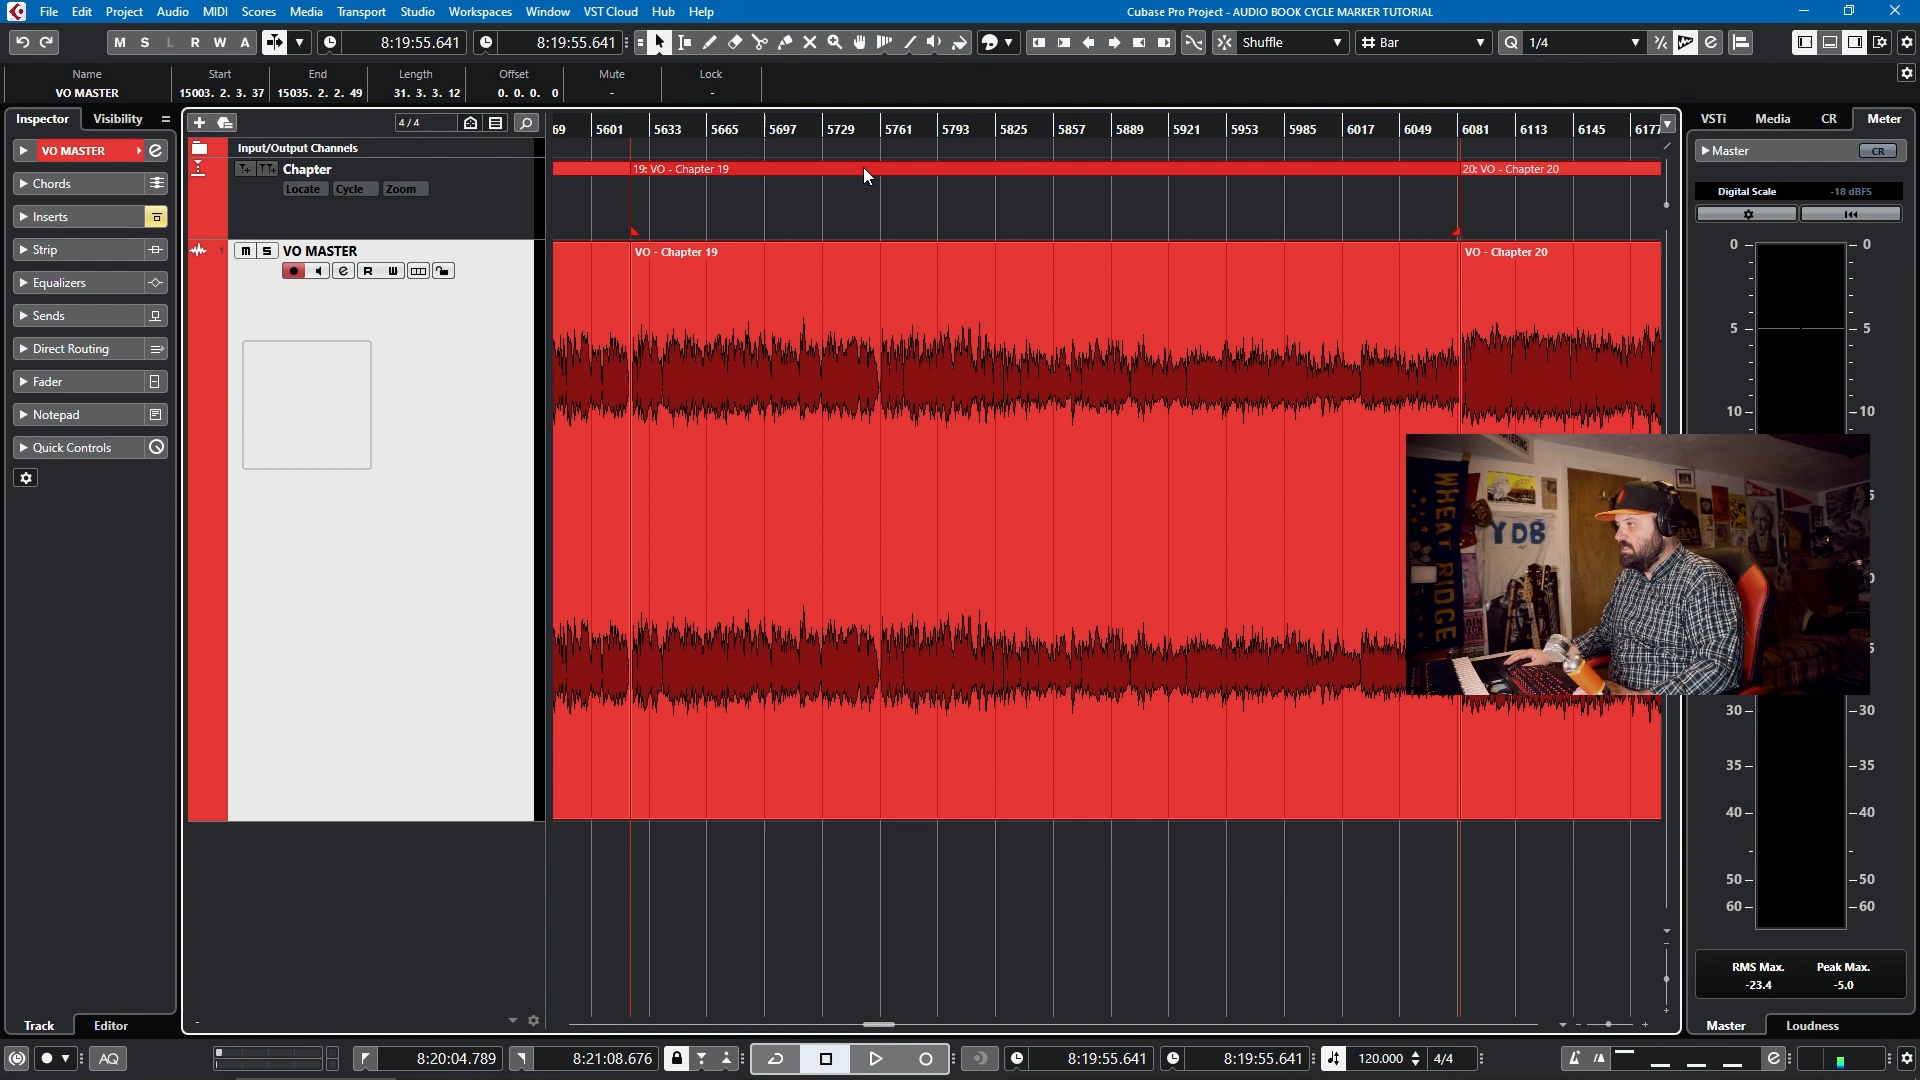 File Edit Project Audio MIDI Scores Media Transport Studio Workspaces Window VST Cloud Hub Help
Cubase Pro Project - AUDIO BOOK CYCLE MARKER TUTORIAL
M S L R W A
8:19:55.641 8:19:55.641
Shuffle Bar Q 1/4
Name Start End Length Offset Mute Lock
VO MASTER 15003. 2. 3. 37 15035. 2. 2. 49 31. 3. 3. 12 0. 0. 0. 0 - -
Inspector Visibility
VO MASTER
Chords
Inserts
Strip
Equalizers
Sends
Direct Routing
Fader
Notepad
Quick Controls
Track Editor
4/4
69 5601 5633 5665 5697 5729 5761 5793 5825 5857 5889 5921 5953 5985 6017 6049 6081 6113 6145 6177
Input/Output Channels
Chapter
Locate Cycle Zoom
19: VO - Chapter 19
20: VO - Chapter 20
1 m S VO MASTER
R W
VO - Chapter 19
VO - Chapter 20
WHEAT RIDGE
YDB
VSTi Media CR Meter
Master CR
Digital Scale -18 dBFS
0 0
5 5
10 10
30 30
35 35
40 40
50 50
60 60
RMS Max. Peak Max.
-23.4 -5.0
Master Loudness
AQ
8:20:04.789 8:21:08.676
8:19:55.641 8:19:55.641
120.000 4/4